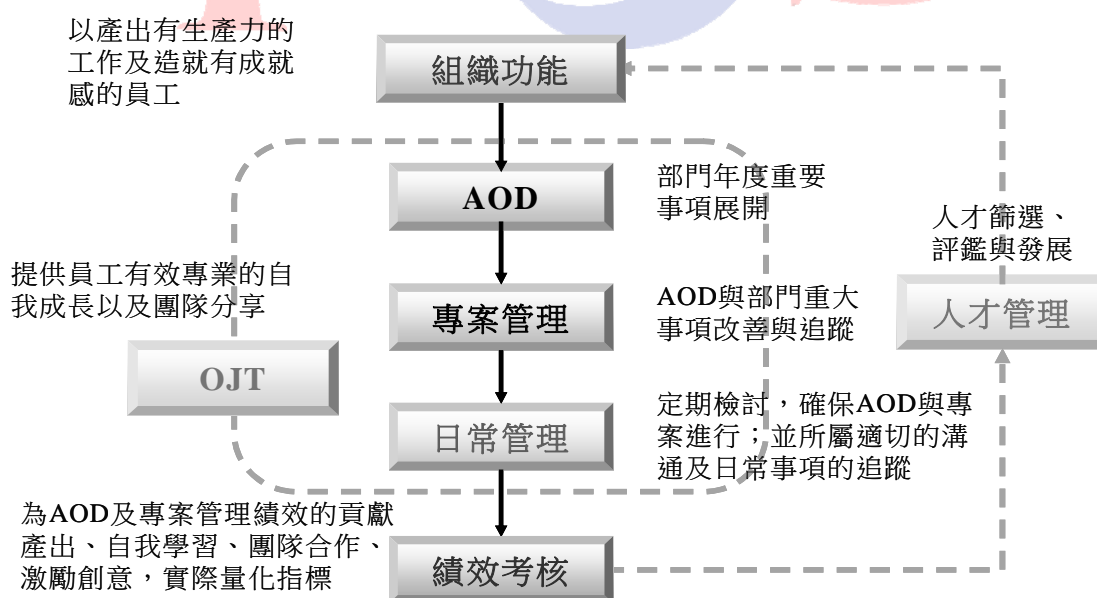 以產出有生產力的
工作及造就有成就
感的員工
組織功能
AOD
部門年度重要
事項展開
人才篩選、
評鑑與發展
提供員工有效專業的自
我成長以及團隊分享
專案管理
AOD與部門重大
事項改善與追蹤
人才管理
OJT
日常管理
定期檢討，確保AOD與專
案進行；並所屬適切的溝
通及日常事項的追蹤
為AOD及專案管理績效的貢獻
產出、自我學習、團隊合作、
激勵創意，實際量化指標
績效考核